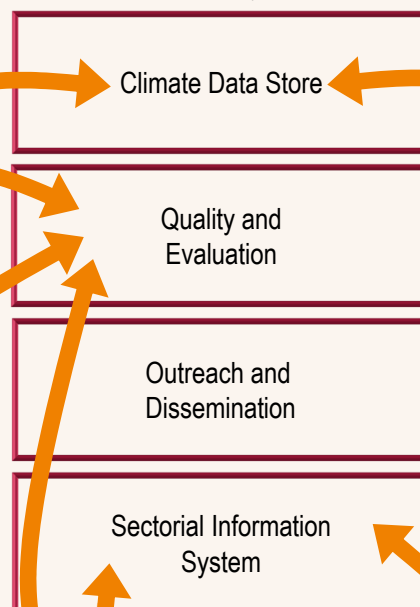 Climate Data Store
Quality and
Evaluation
Outreach and
Dissemination
Sectorial Information
System